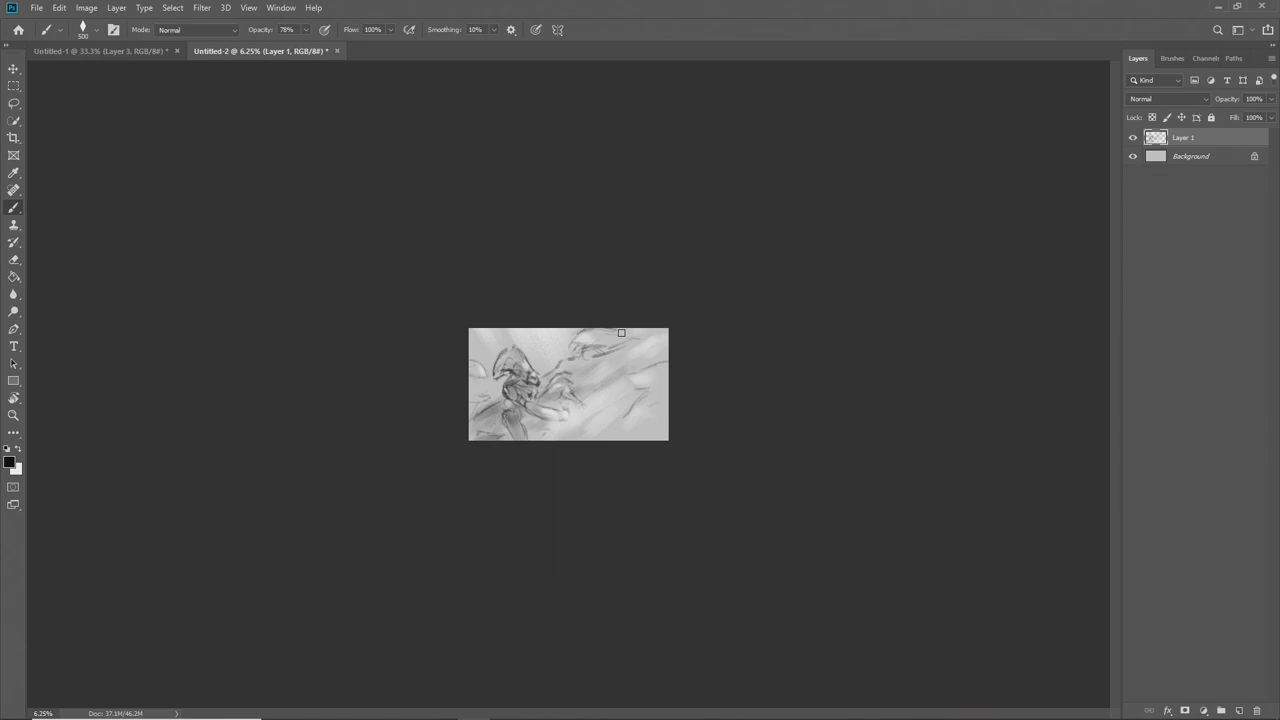 Ps File Edit Image Layer Type Select Filter 3D View Window Help
500 Mode: Normal Opacity: 78% Flow: 100% Smoothing: 10%
Untitled-1 @ 33.3% (Layer 3, RGB/8#) * Untitled-2 @ 6.25% (Layer 1, RGB/8#) *
Layers Brushes Channels Paths
Kind
Normal Opacity: 100%
Lock: Fill: 100%
Layer 1
Background
6.25% Doc: 37.1M/46.2M